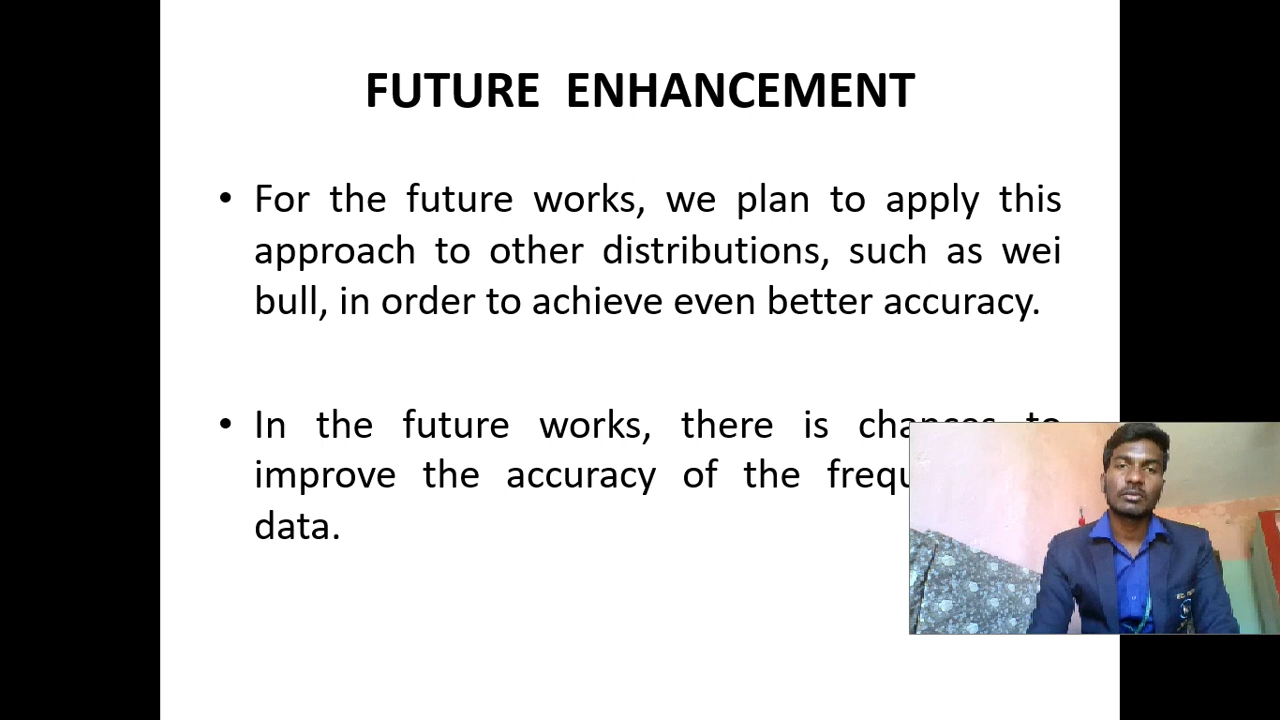 FUTURE ENHANCEMENT
• For the future works, we plan to apply this
approach to other distributions, such as wei
bull, in order to achieve even better accuracy.
• In the future works, there is chances to
improve the accuracy of the
data.